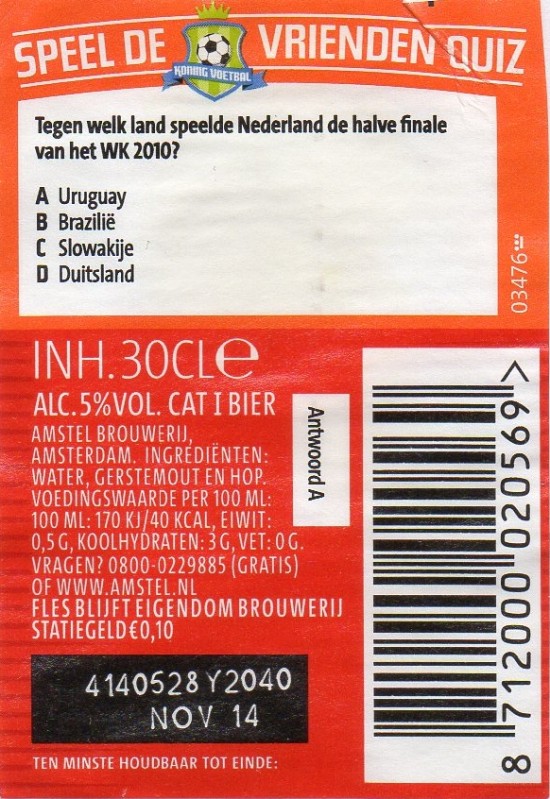 SPEEL DE VRIENDEN QUIZ
KONING VOETBAL
Tegen welk land speelde Nederland de halve finale
van het WK 2010?
A Uruguay
B Brazilië
C Slowakije
D Duitsland
03476
INH.30CL℮
ALC.5%VOL. CAT I BIER
AMSTEL BROUWERIJ,
AMSTERDAM. INGREDIËNTEN:
WATER, GERSTEMOUT EN HOP.
VOEDINGSWAARDE PER 100 ML:
100 ML: 170 KJ/40 KCAL, EIWIT:
0,5 G, KOOLHYDRATEN: 3 G, VET: 0 G.
VRAGEN? 0800-0229885 (GRATIS)
OF WWW.AMSTEL.NL
FLES BLIJFT EIGENDOM BROUWERIJ
STATIEGELD €0,10
Antwoord A
8 712000 020569 >
4140528Y2040
NOV 14
TEN MINSTE HOUDBAAR TOT EINDE: